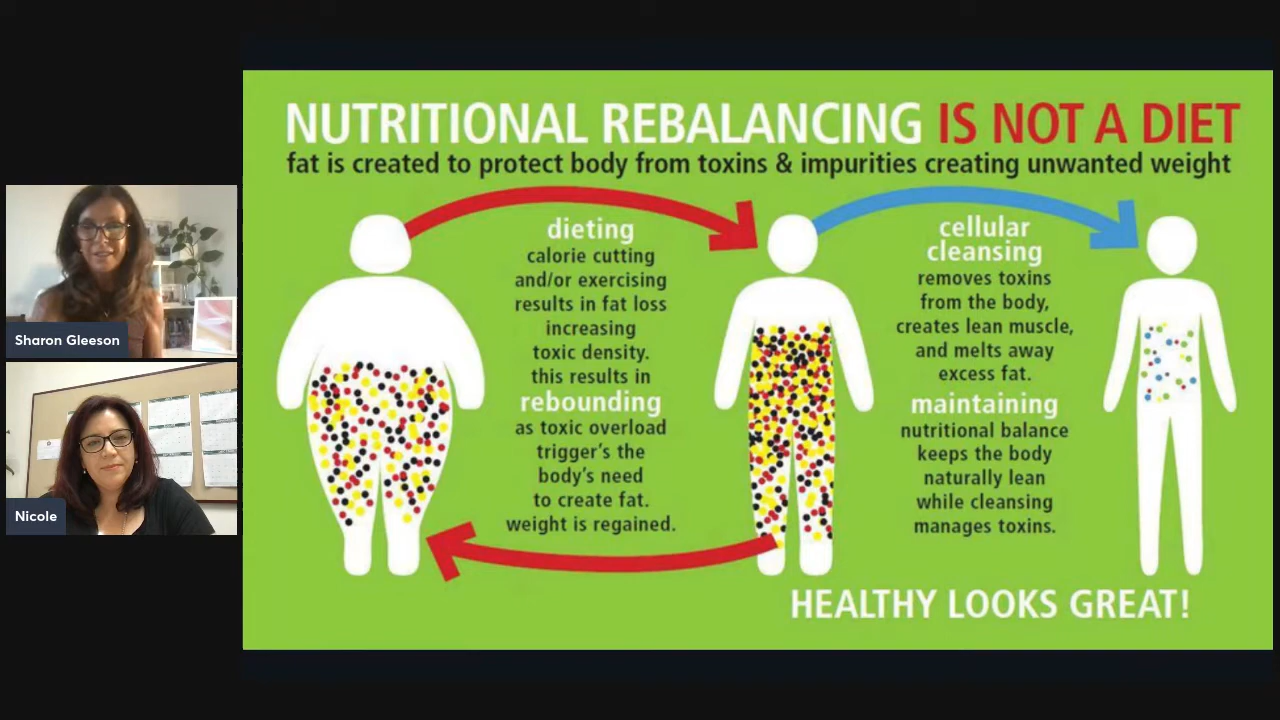 Sharon Gleeson
Nicole
NUTRITIONAL REBALANCING IS NOT A DIET
fat is created to protect body from toxins & impurities creating unwanted weight
dieting
calorie cutting
and/or exercising
results in fat loss
increasing
toxic density.
this results in
rebounding
as toxic overload
trigger's the
body's need
to create fat.
weight is regained.
cellular
cleansing
removes toxins
from the body,
creates lean muscle,
and melts away
excess fat.
maintaining
nutritional balance
keeps the body
naturally lean
while cleansing
manages toxins.
HEALTHY LOOKS GREAT!